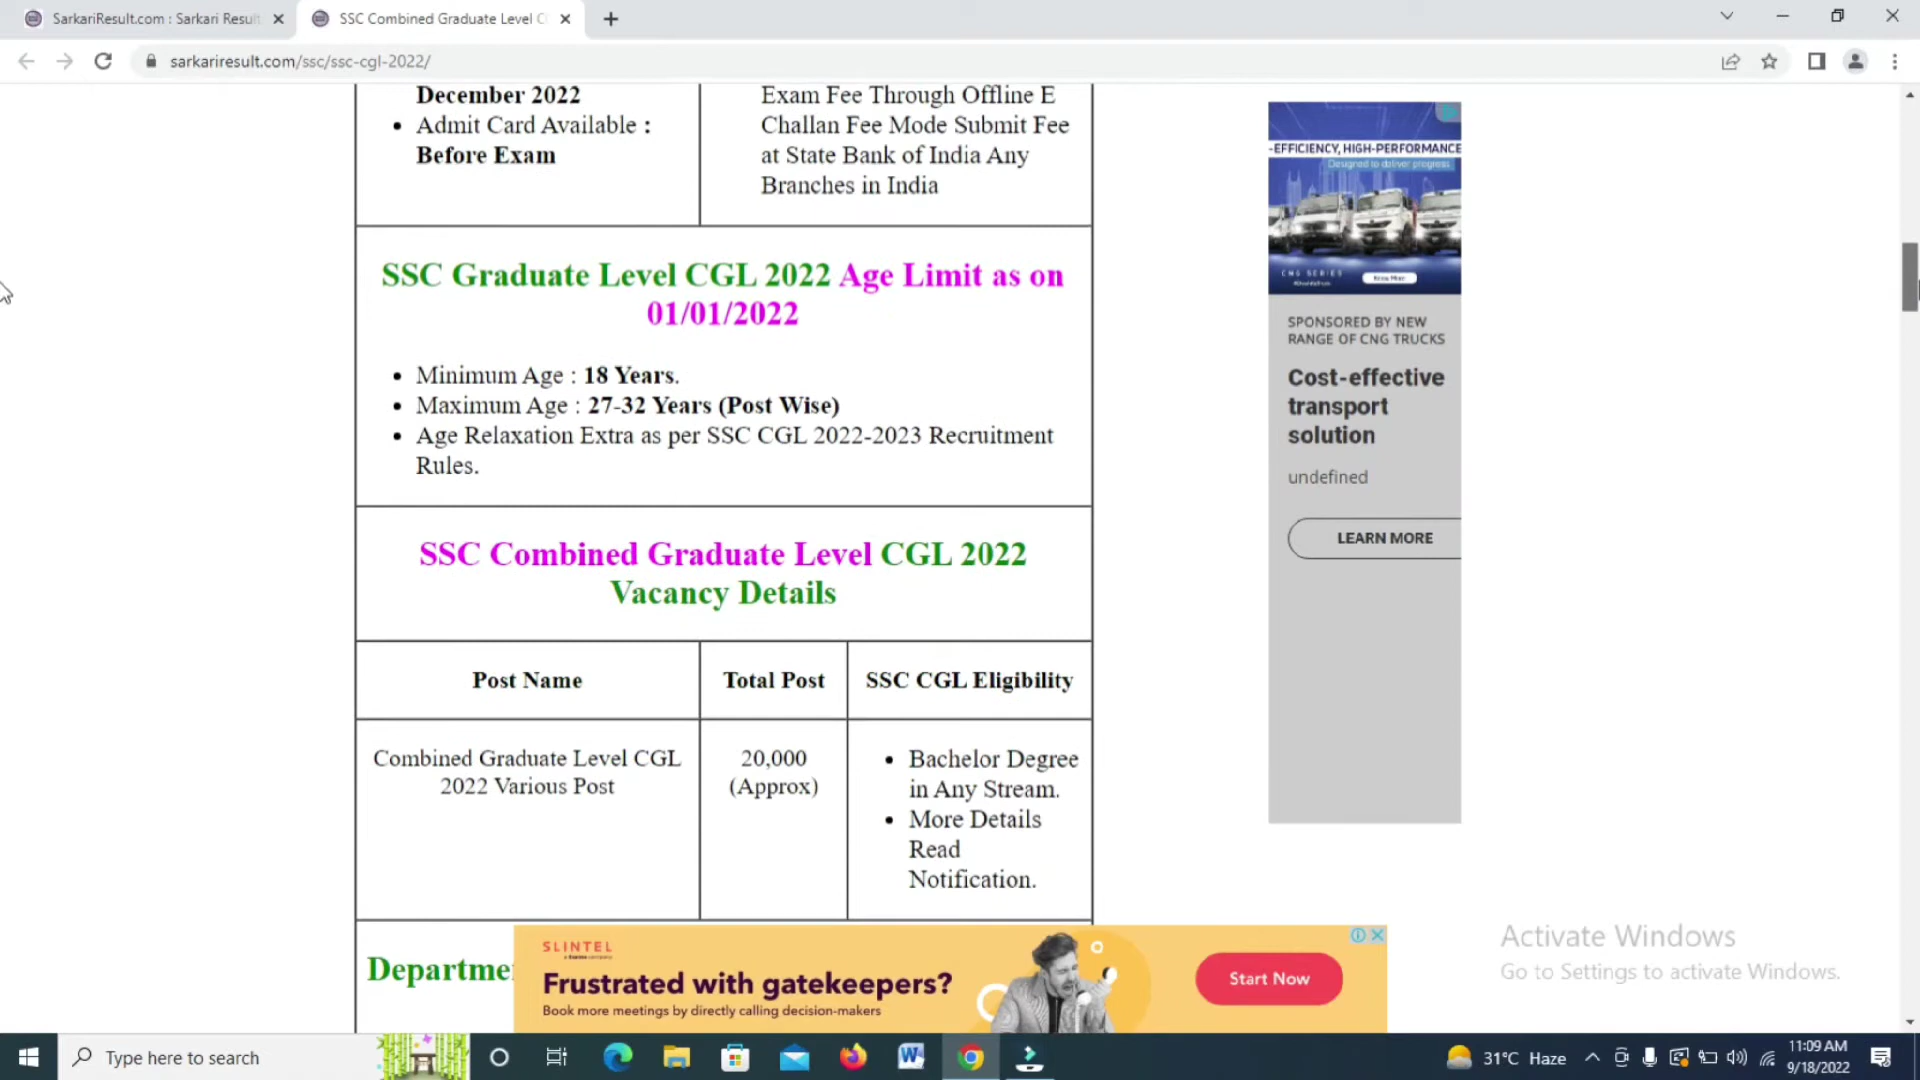 SarkariResult.com : Sarkari Result
SSC Combined Graduate Level C
sarkariresult.com/ssc/ssc-cgl-2022/
December 2022
Admit Card Available :
Before Exam
Exam Fee Through Offline E
Challan Fee Mode Submit Fee
at State Bank of India Any
Branches in India
SSC Graduate Level CGL 2022 Age Limit as on
01/01/2022
Minimum Age : 18 Years.
Maximum Age : 27-32 Years (Post Wise)
Age Relaxation Extra as per SSC CGL 2022-2023 Recruitment
Rules.
SSC Combined Graduate Level CGL 2022
Vacancy Details
Post Name
Total Post
SSC CGL Eligibility
Combined Graduate Level CGL
2022 Various Post
20,000
(Approx)
Bachelor Degree
in Any Stream.
More Details
Read
Notification.
Departme
-EFFICIENCY, HIGH-PERFORMANCE
Designed to deliver progress
CNG SERIES
Know More
SPONSORED BY NEW
RANGE OF CNG TRUCKS
Cost-effective
transport
solution
undefined
LEARN MORE
SLINTEL
Frustrated with gatekeepers?
Book more meetings by directly calling decision-makers
Start Now
Activate Windows
Go to Settings to activate Windows.
Type here to search
31°C Haze
11:09 AM
9/18/2022